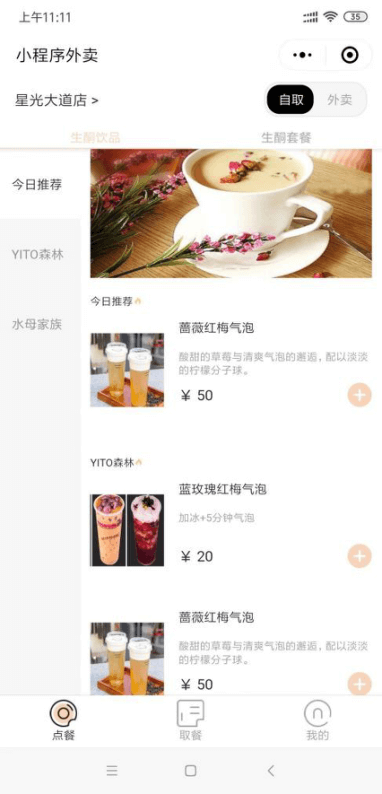 上午11:11
35
小程序外卖
星光大道店 >
自取
外卖
生酮饮品
生酮套餐
今日推荐
YITO森林
水母家族
今日推荐
蔷薇红梅气泡
酸甜的草莓与清爽气泡的邂逅，配以淡淡
的柠檬分子球。
￥ 50
YITO森林
蓝玫瑰红梅气泡
加冰+5分钟气泡
￥ 20
蔷薇红梅气泡
酸甜的草莓与清爽气泡的邂逅，配以淡淡
的柠檬分子球。
￥ 50
点餐
取餐
我的